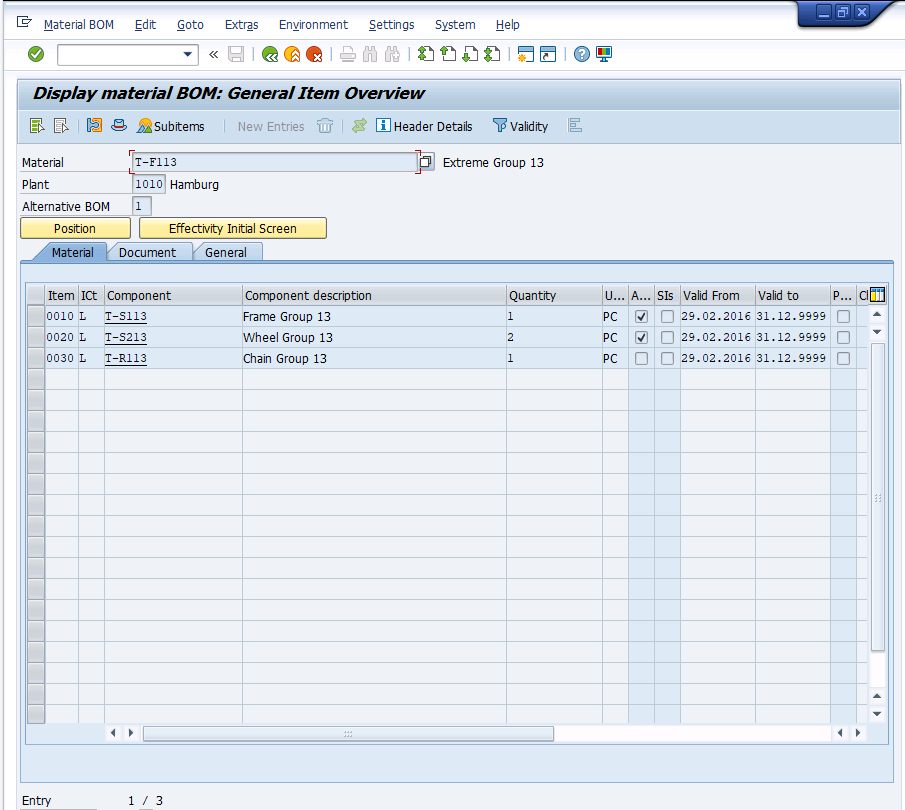 Material BOM Edit Goto Extras Environment Settings System Help
Display material BOM: General Item Overview
Subitems New Entries Header Details Validity
Material T-F113 Extreme Group 13
Plant 1010 Hamburg
Alternative BOM 1
Position Effectivity Initial Screen
Material Document General
Item ICt Component Component description Quantity U... A... SIs Valid From Valid to P...
0010 L T-S113 Frame Group 13 1 PC 29.02.2016 31.12.9999
0020 L T-S213 Wheel Group 13 2 PC 29.02.2016 31.12.9999
0030 L T-R113 Chain Group 13 1 PC 29.02.2016 31.12.9999
Entry 1 / 3